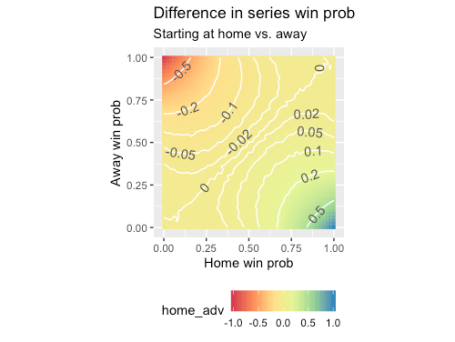 Difference in series win prob
Starting at home vs. away
1.00
0.75
0.50
0.25
0.00
Away win prob
-0.5
-0.2
-0.1
0
0.02
0.05
-0.02
-0.05
0.1
0.2
0
0.5
0.00 0.25 0.50 0.75 1.00
Home win prob
home_adv
-1.0 -0.5 0.0 0.5 1.0